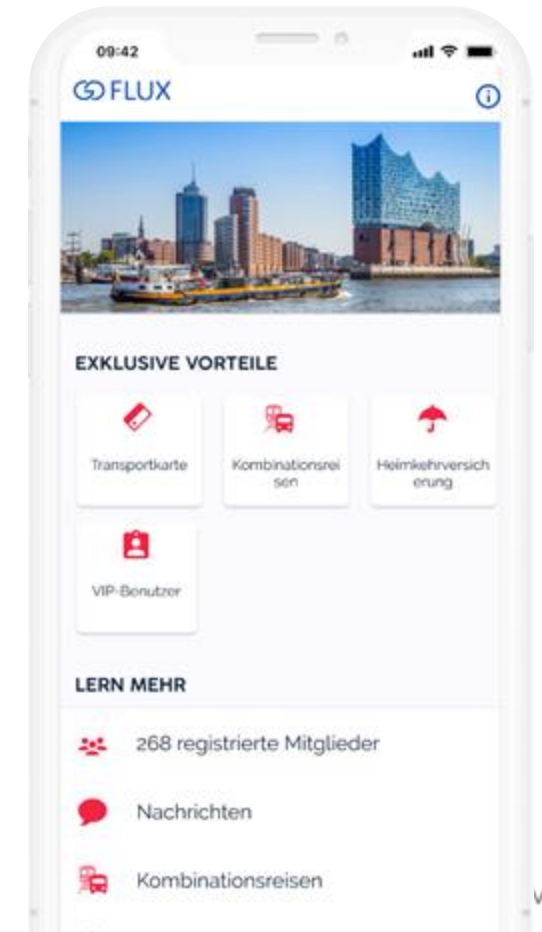 09:42
FLUX
EXKLUSIVE VORTEILE
Transportkarte
Kombinationsrei
sen
Heimkehrversich
erung
VIP-Benutzer
LERN MEHR
268 registrierte Mitglieder
Nachrichten
Kombinationsreisen